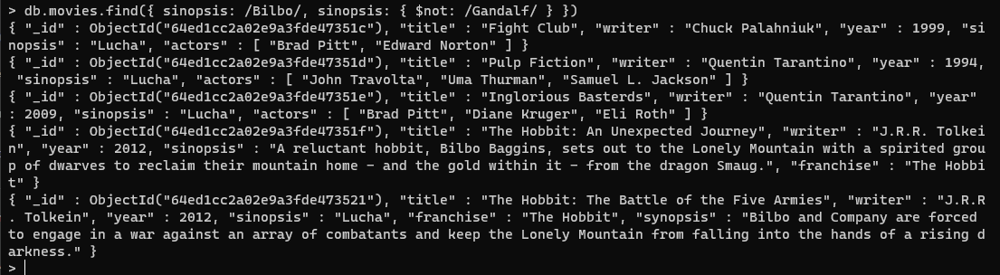 > db.movies.find({ sinopsis: /Bilbo/, sinopsis: { $not: /Gandalf/ } })
{ "_id" : ObjectId("64ed1cc2a02e9a3fde47351c"), "title" : "Fight Club", "writer" : "Chuck Palahniuk", "year" : 1999, "si
nopsis" : "Lucha", "actors" : [ "Brad Pitt", "Edward Norton" ] }
{ "_id" : ObjectId("64ed1cc2a02e9a3fde47351d"), "title" : "Pulp Fiction", "writer" : "Quentin Tarantino", "year" : 1994,
 "sinopsis" : "Lucha", "actors" : [ "John Travolta", "Uma Thurman", "Samuel L. Jackson" ] }
{ "_id" : ObjectId("64ed1cc2a02e9a3fde47351e"), "title" : "Inglorious Basterds", "writer" : "Quentin Tarantino", "year"
: 2009, "sinopsis" : "Lucha", "actors" : [ "Brad Pitt", "Diane Kruger", "Eli Roth" ] }
{ "_id" : ObjectId("64ed1cc2a02e9a3fde47351f"), "title" : "The Hobbit: An Unexpected Journey", "writer" : "J.R.R. Tolkei
n", "year" : 2012, "sinopsis" : "A reluctant hobbit, Bilbo Baggins, sets out to the Lonely Mountain with a spirited grou
p of dwarves to reclaim their mountain home - and the gold within it - from the dragon Smaug.", "franchise" : "The Hobbi
t" }
{ "_id" : ObjectId("64ed1cc2a02e9a3fde473521"), "title" : "The Hobbit: The Battle of the Five Armies", "writer" : "J.R.R
. Tolkein", "year" : 2012, "sinopsis" : "Lucha", "franchise" : "The Hobbit", "synopsis" : "Bilbo and Company are forced
to engage in a war against an array of combatants and keep the Lonely Mountain from falling into the hands of a rising d
arkness." }
>